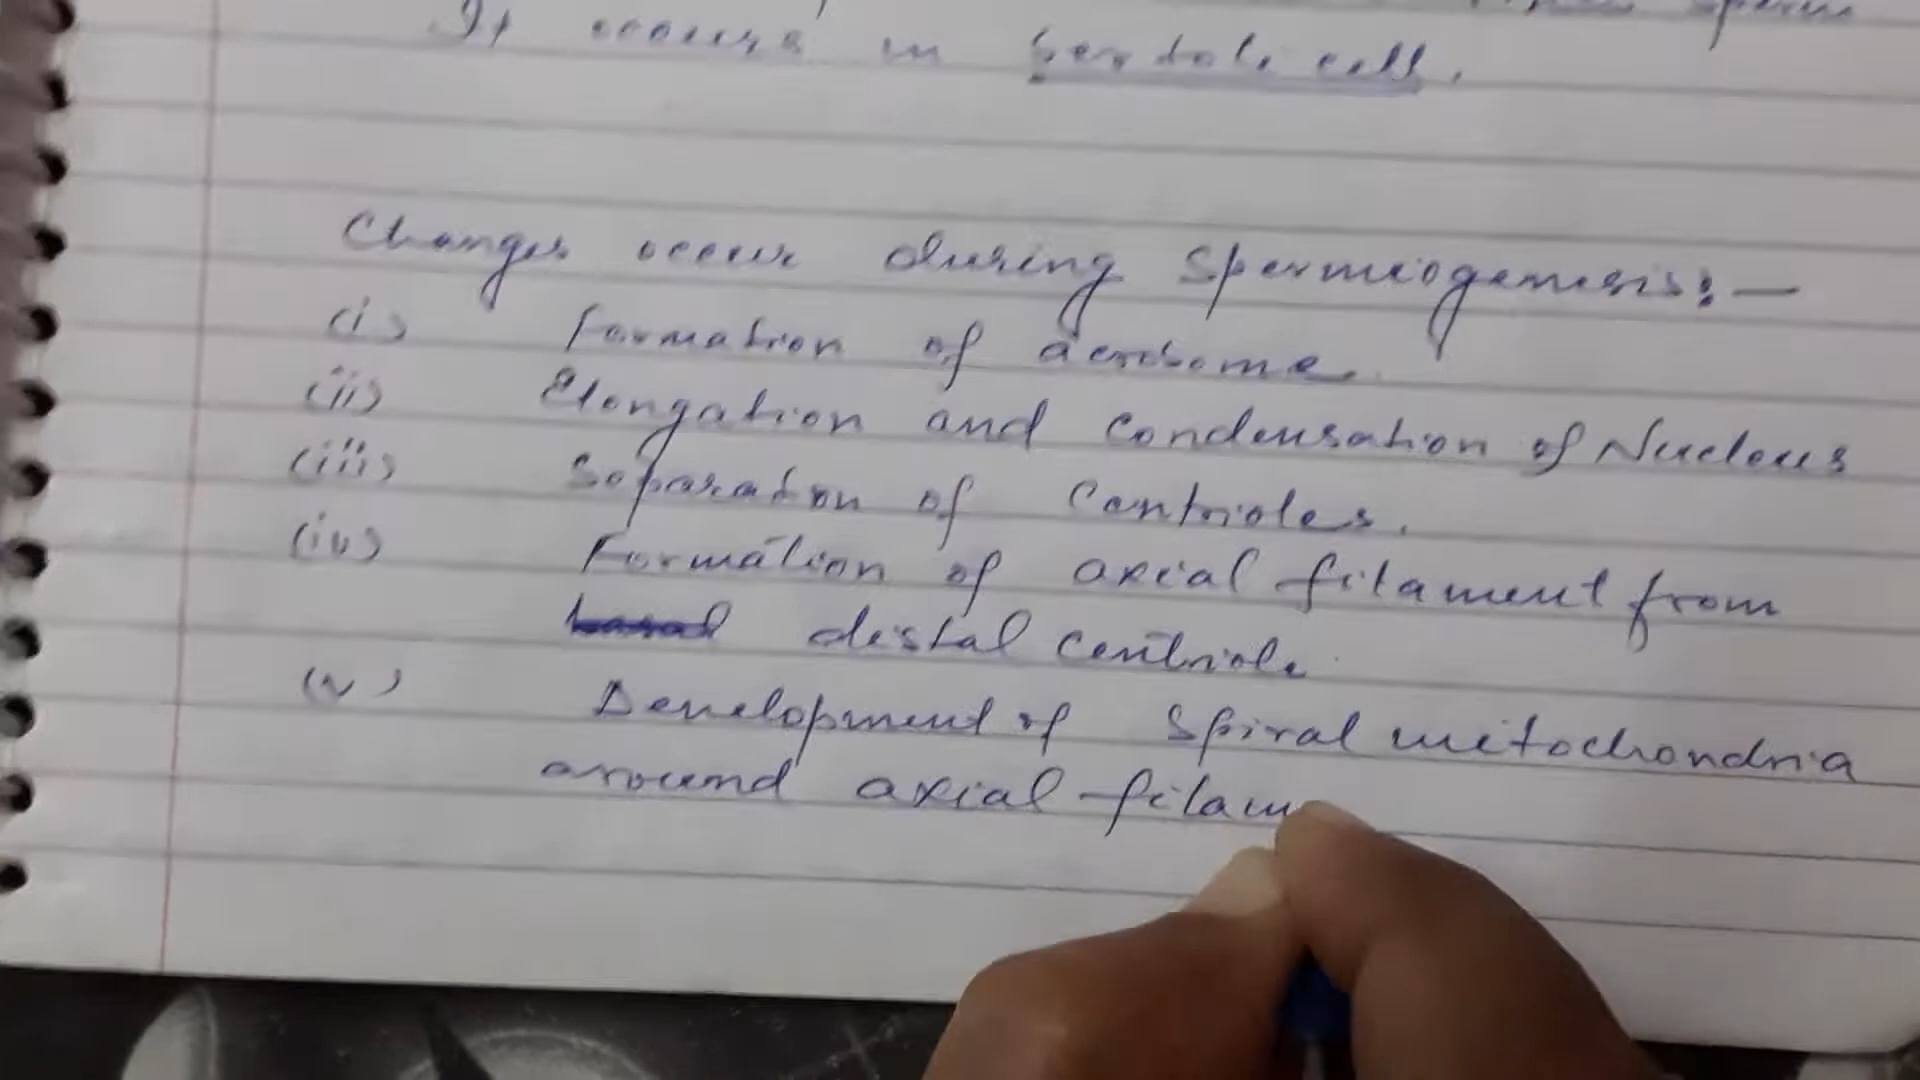 sperm
It occurs in Sertoli cell.
Changes occur during Spermiogenesis:—
(i) Formation of acrosome.
(ii) Elongation and condensation of Nucleus
(iii) Separation of Centrioles.
(iv) Formation of axial filament from
distal centriole.
(v) Development of Spiral mitochondria
around axial filam